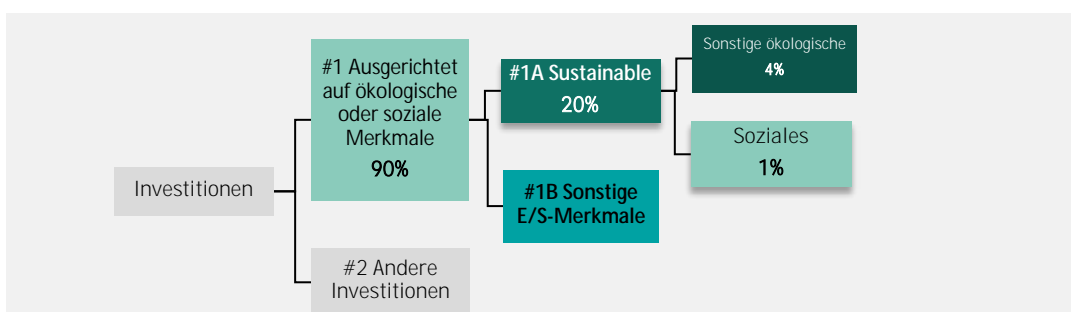 Investitionen
#1 Ausgerichtet
auf ökologische
oder soziale
Merkmale
90%
#2 Andere
Investitionen
#1A Sustainable
20%
#1B Sonstige
E/S-Merkmale
Sonstige ökologische
4%
Soziales
1%